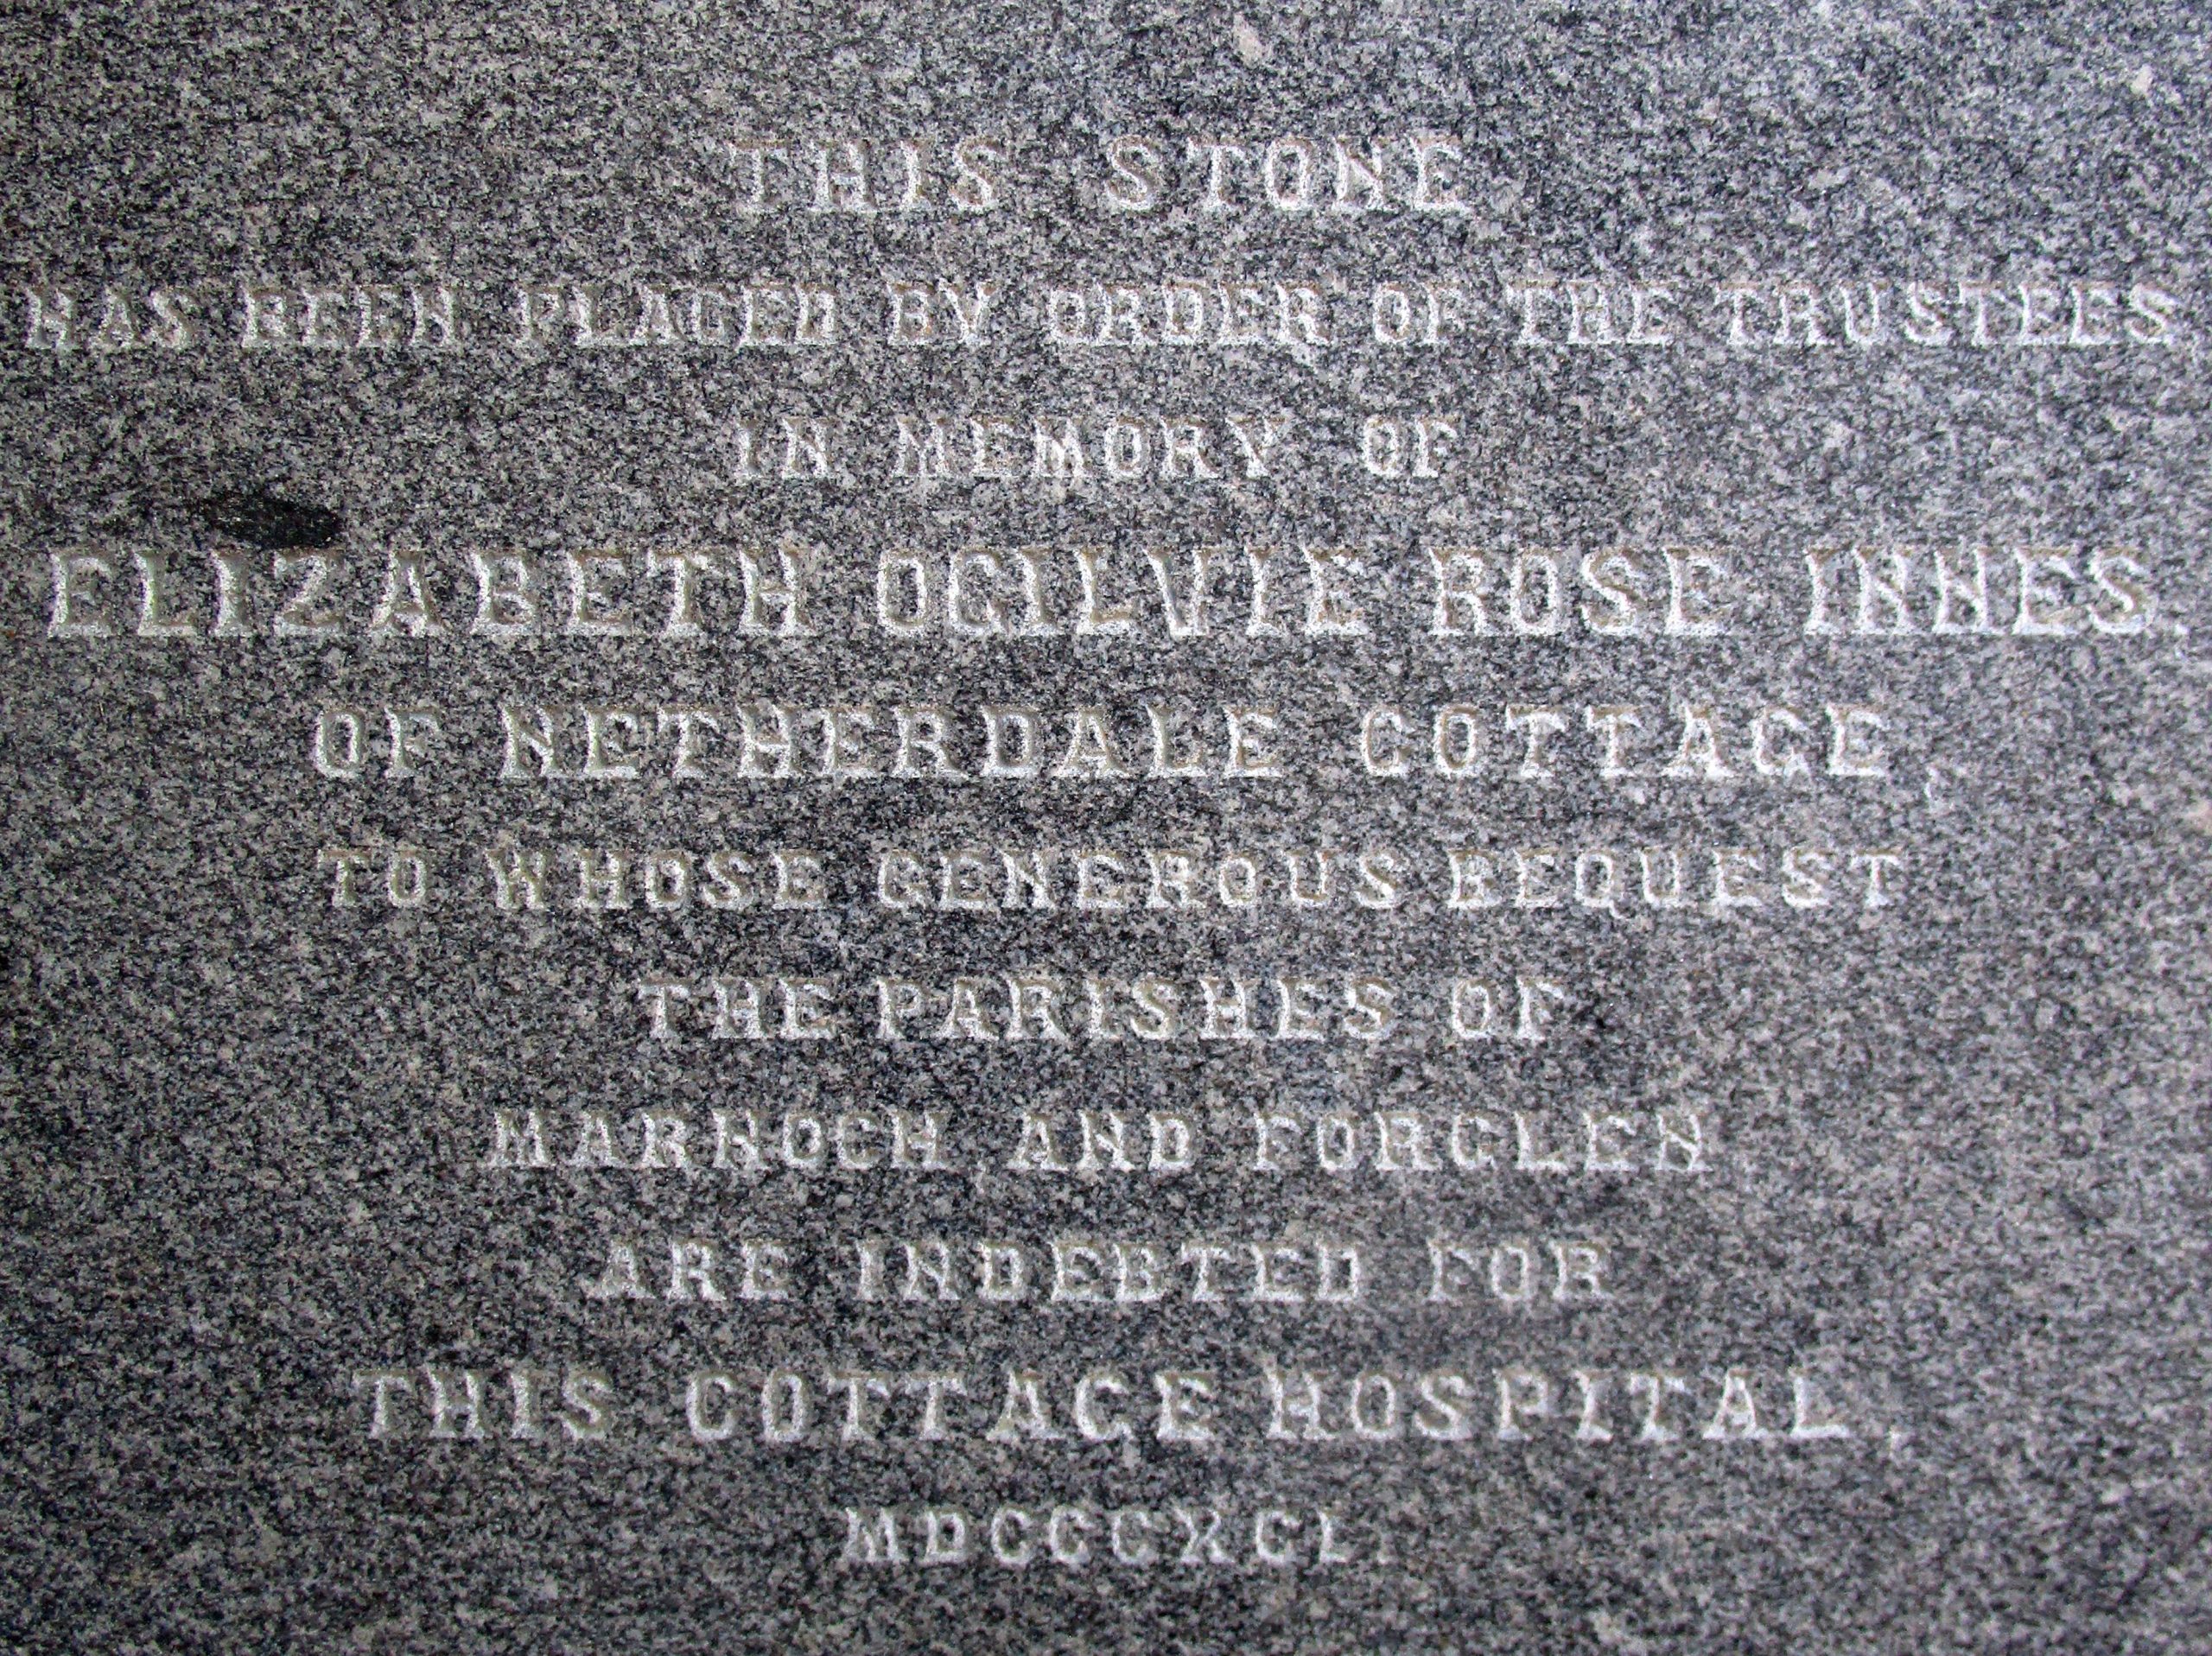 THIS STONE
HAS BEEN PLACED BY ORDER OF THE TRUSTEES,
IN MEMORY OF
ELIZABETH OGILVIE ROSE INNES,
OF NETHERDALE COTTAGE,
TO WHOSE GENEROUS BEQUEST
THE PARISHES OF
MARNOCH AND FORGLEN
ARE INDEBTED FOR
THIS COTTAGE HOSPITAL,
MDCCCXCI.